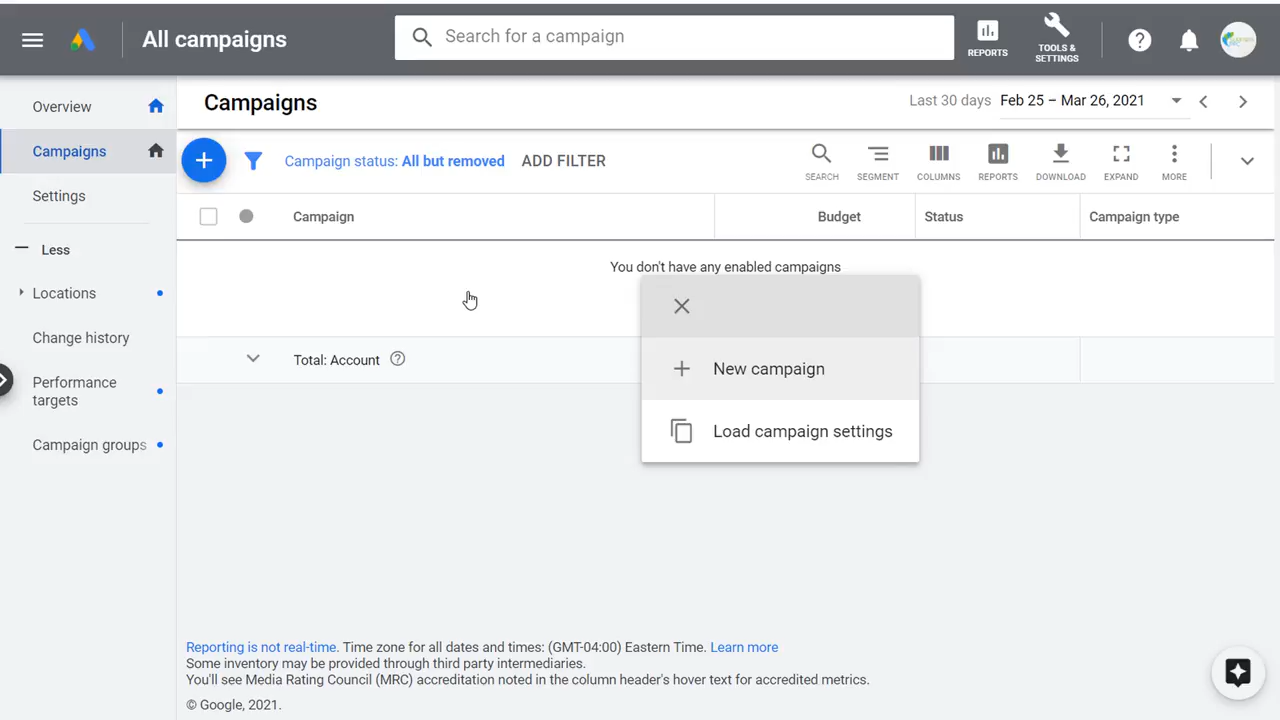 All campaigns
Search for a campaign
REPORTS
TOOLS &
SETTINGS
Overview
Campaigns
Settings
Less
Locations
Change history
Performance
targets
Campaign groups
Campaigns
Last 30 days Feb 25 – Mar 26, 2021
Campaign status: All but removed ADD FILTER
SEARCH SEGMENT COLUMNS REPORTS DOWNLOAD EXPAND MORE
Campaign Budget Status Campaign type
You don't have any enabled campaigns
New campaign
Load campaign settings
Total: Account
Reporting is not real-time. Time zone for all dates and times: (GMT-04:00) Eastern Time. Learn more
Some inventory may be provided through third party intermediaries.
You'll see Media Rating Council (MRC) accreditation noted in the column header's hover text for accredited metrics.
© Google, 2021.